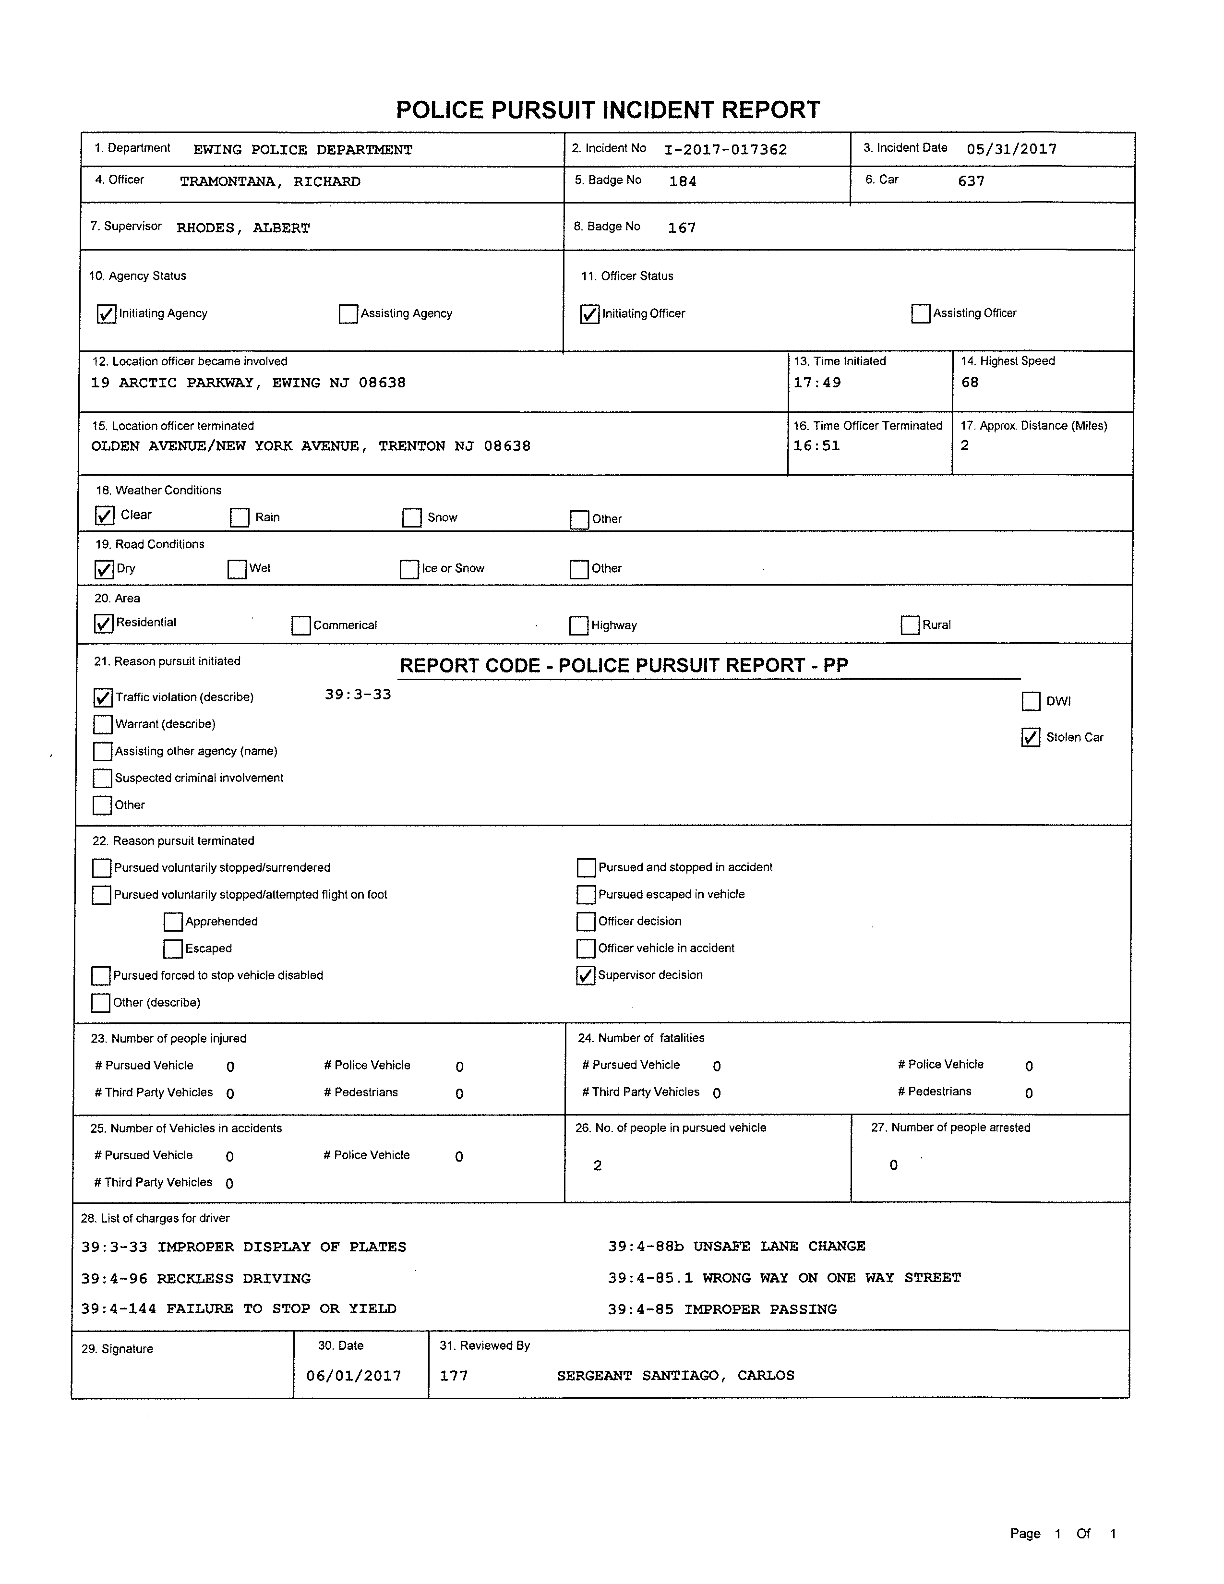 POLICE PURSUIT INCIDENT REPORT
1. Department EWING POLICE DEPARTMENT 2. Incident No I-2017-017362 3. Incident Date 05/31/2017
4. Officer TRAMONTANA, RICHARD 5. Badge No 184 6. Car 637
7. Supervisor RHODES, ALBERT 8. Badge No 167
10. Agency Status 11. Officer Status
Initiating Agency Assisting Agency Initiating Officer Assisting Officer
12. Location officer became involved 13. Time Initiated 14. Highest Speed
19 ARCTIC PARKWAY, EWING NJ 08638 17:49 68
15. Location officer terminated 16. Time Officer Terminated 17. Approx. Distance (Miles)
OLDEN AVENUE/NEW YORK AVENUE, TRENTON NJ 08638 16:51 2
18. Weather Conditions
Clear Rain Snow Other
19. Road Conditions
Dry Wet Ice or Snow Other
20. Area
Residential Commerical Highway Rural
21. Reason pursuit initiated REPORT CODE - POLICE PURSUIT REPORT - PP
Traffic violation (describe) 39:3-33 DWI
Warrant (describe)
Stolen Car
Assisting other agency (name)
Suspected criminal involvement
Other
22. Reason pursuit terminated
Pursued voluntarily stopped/surrendered Pursued and stopped in accident
Pursued voluntarily stopped/attempted flight on foot Pursued escaped in vehicle
Apprehended Officer decision
Escaped Officer vehicle in accident
Pursued forced to stop vehicle disabled Supervisor decision
Other (describe)
23. Number of people injured 24. Number of fatalities
# Pursued Vehicle 0 # Police Vehicle 0 # Pursued Vehicle 0 # Police Vehicle 0
# Third Party Vehicles 0 # Pedestrians 0 # Third Party Vehicles 0 # Pedestrians 0
25. Number of Vehicles in accidents 26. No. of people in pursued vehicle 27. Number of people arrested
# Pursued Vehicle 0 # Police Vehicle 0 2 0
# Third Party Vehicles 0
28. List of charges for driver
39:3-33 IMPROPER DISPLAY OF PLATES 39:4-88b UNSAFE LANE CHANGE
39:4-96 RECKLESS DRIVING 39:4-85.1 WRONG WAY ON ONE WAY STREET
39:4-144 FAILURE TO STOP OR YIELD 39:4-85 IMPROPER PASSING
29. Signature 30. Date 31. Reviewed By
06/01/2017 177 SERGEANT SANTIAGO, CARLOS
Page 1 Of 1